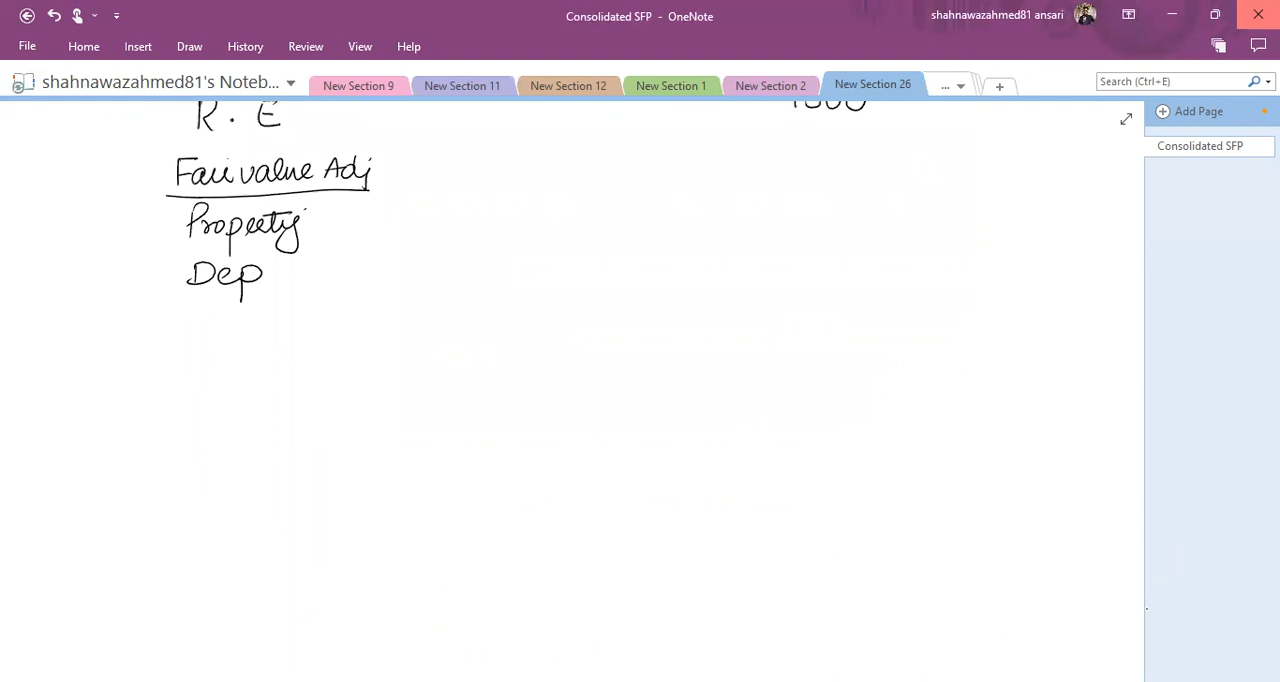 Consolidated SFP - OneNote
shahnawazahmed81 ansari
File Home Insert Draw History Review View Help
shahnawazahmed81's Noteb...
New Section 9 New Section 11 New Section 12 New Section 1 New Section 2 New Section 26 ...
Search (Ctrl+E)
Add Page
Consolidated SFP
R. E
Fair value Adj
Property
Dep